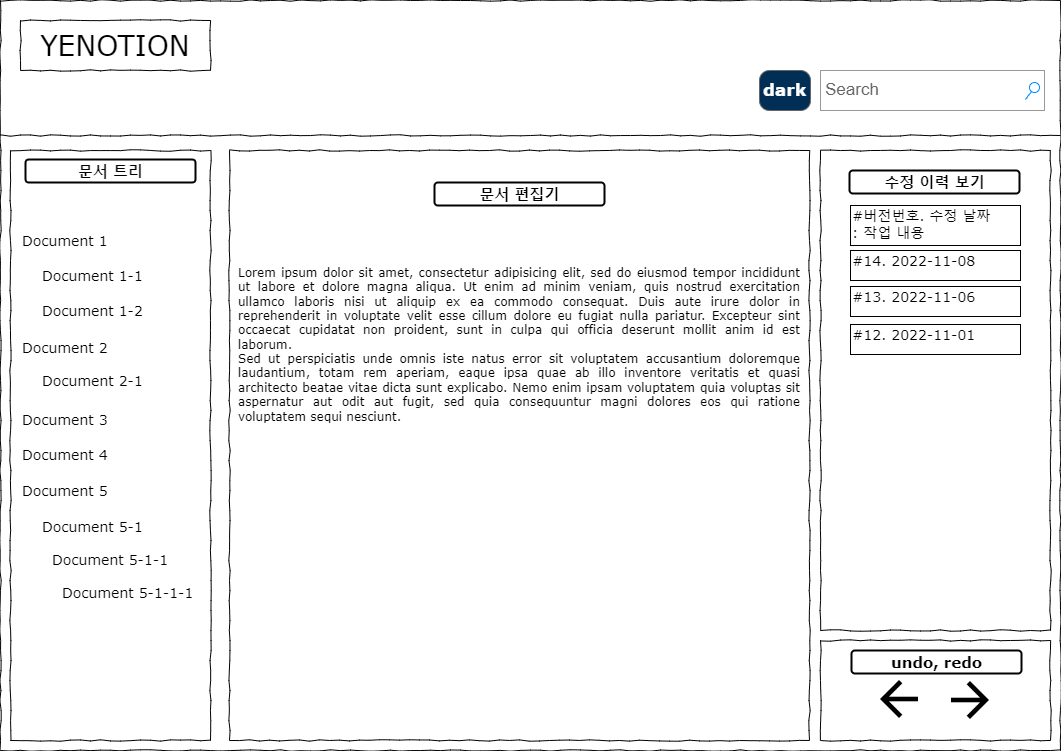 YENOTION
dark
Search
문서 트리
Document 1
Document 1-1
Document 1-2
Document 2
Document 2-1
Document 3
Document 4
Document 5
Document 5-1
Document 5-1-1
Document 5-1-1-1
문서 편집기
Lorem ipsum dolor sit amet, consectetur adipisicing elit, sed do eiusmod tempor incididunt
ut labore et dolore magna aliqua. Ut enim ad minim veniam, quis nostrud exercitation
ullamco laboris nisi ut aliquip ex ea commodo consequat. Duis aute irure dolor in
reprehenderit in voluptate velit esse cillum dolore eu fugiat nulla pariatur. Excepteur sint
occaecat cupidatat non proident, sunt in culpa qui officia deserunt mollit anim id est
laborum.
Sed ut perspiciatis unde omnis iste natus error sit voluptatem accusantium doloremque
laudantium, totam rem aperiam, eaque ipsa quae ab illo inventore veritatis et quasi
architecto beatae vitae dicta sunt explicabo. Nemo enim ipsam voluptatem quia voluptas sit
aspernatur aut odit aut fugit, sed quia consequuntur magni dolores eos qui ratione
voluptatem sequi nesciunt.
수정 이력 보기
#버전번호. 수정 날짜
: 작업 내용
#14. 2022-11-08
#13. 2022-11-06
#12. 2022-11-01
undo, redo